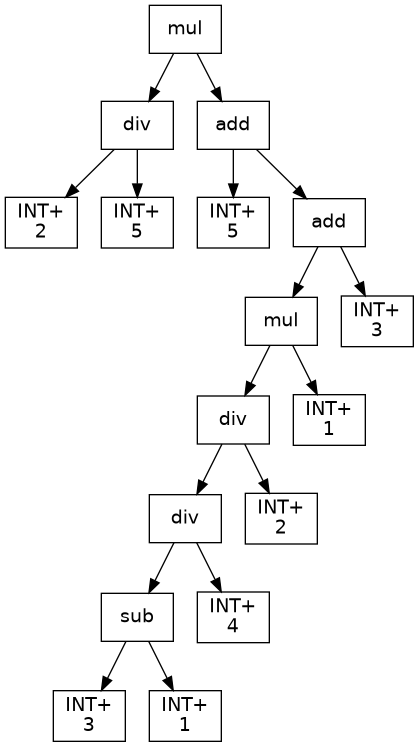 mul
div
add
INT+
2
INT+
5
INT+
5
add
mul
INT+
3
div
INT+
1
div
INT+
2
sub
INT+
4
INT+
3
INT+
1